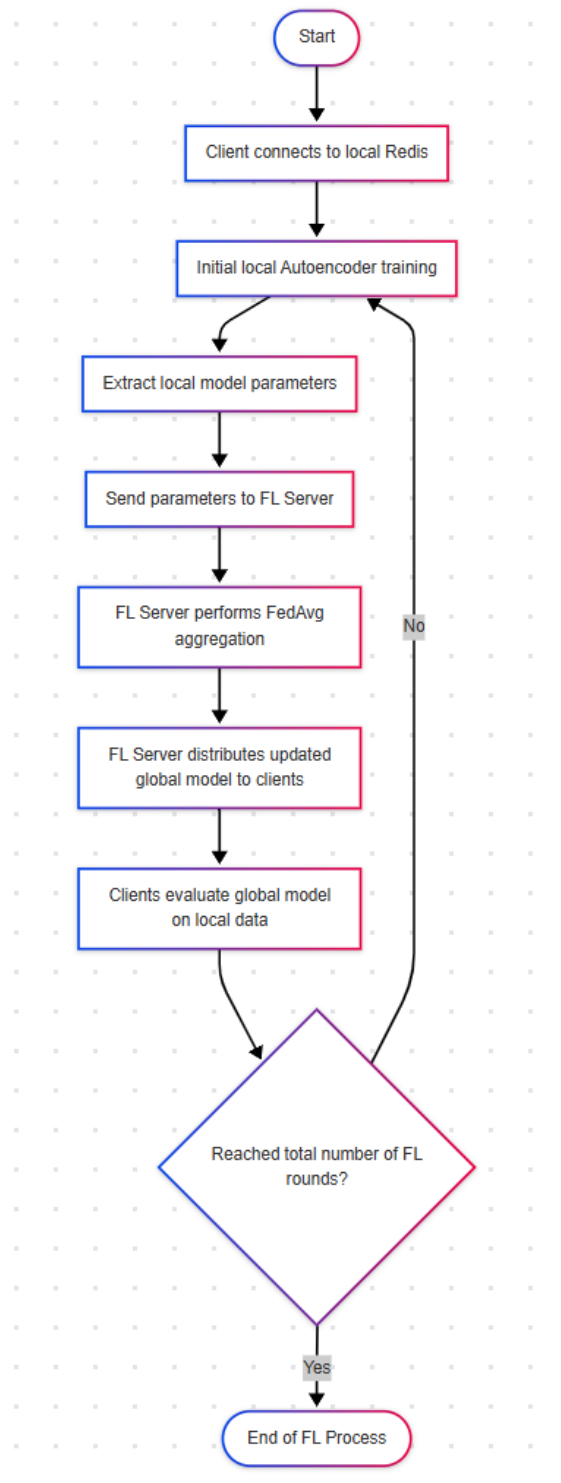 Start
Client connects to local Redis
Initial local Autoencoder training
Extract local model parameters
Send parameters to FL Server
FL Server performs FedAvg
aggregation
No
FL Server distributes updated
global model to clients
Clients evaluate global model
on local data
Reached total number of FL
rounds?
Yes
End of FL Process